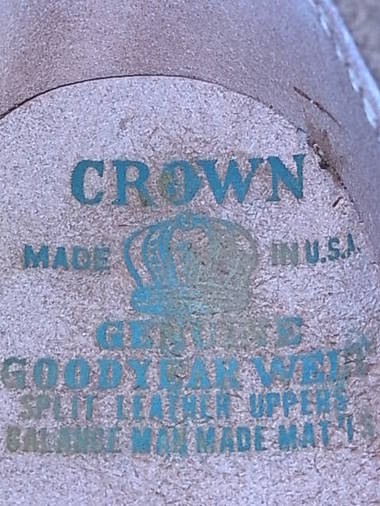 CROWN
MADE IN U.S.A.
GENUINE
GOODYEAR WELT
SPLIT LEATHER UPPERS
BALANCE MAN MADE MAT'LS